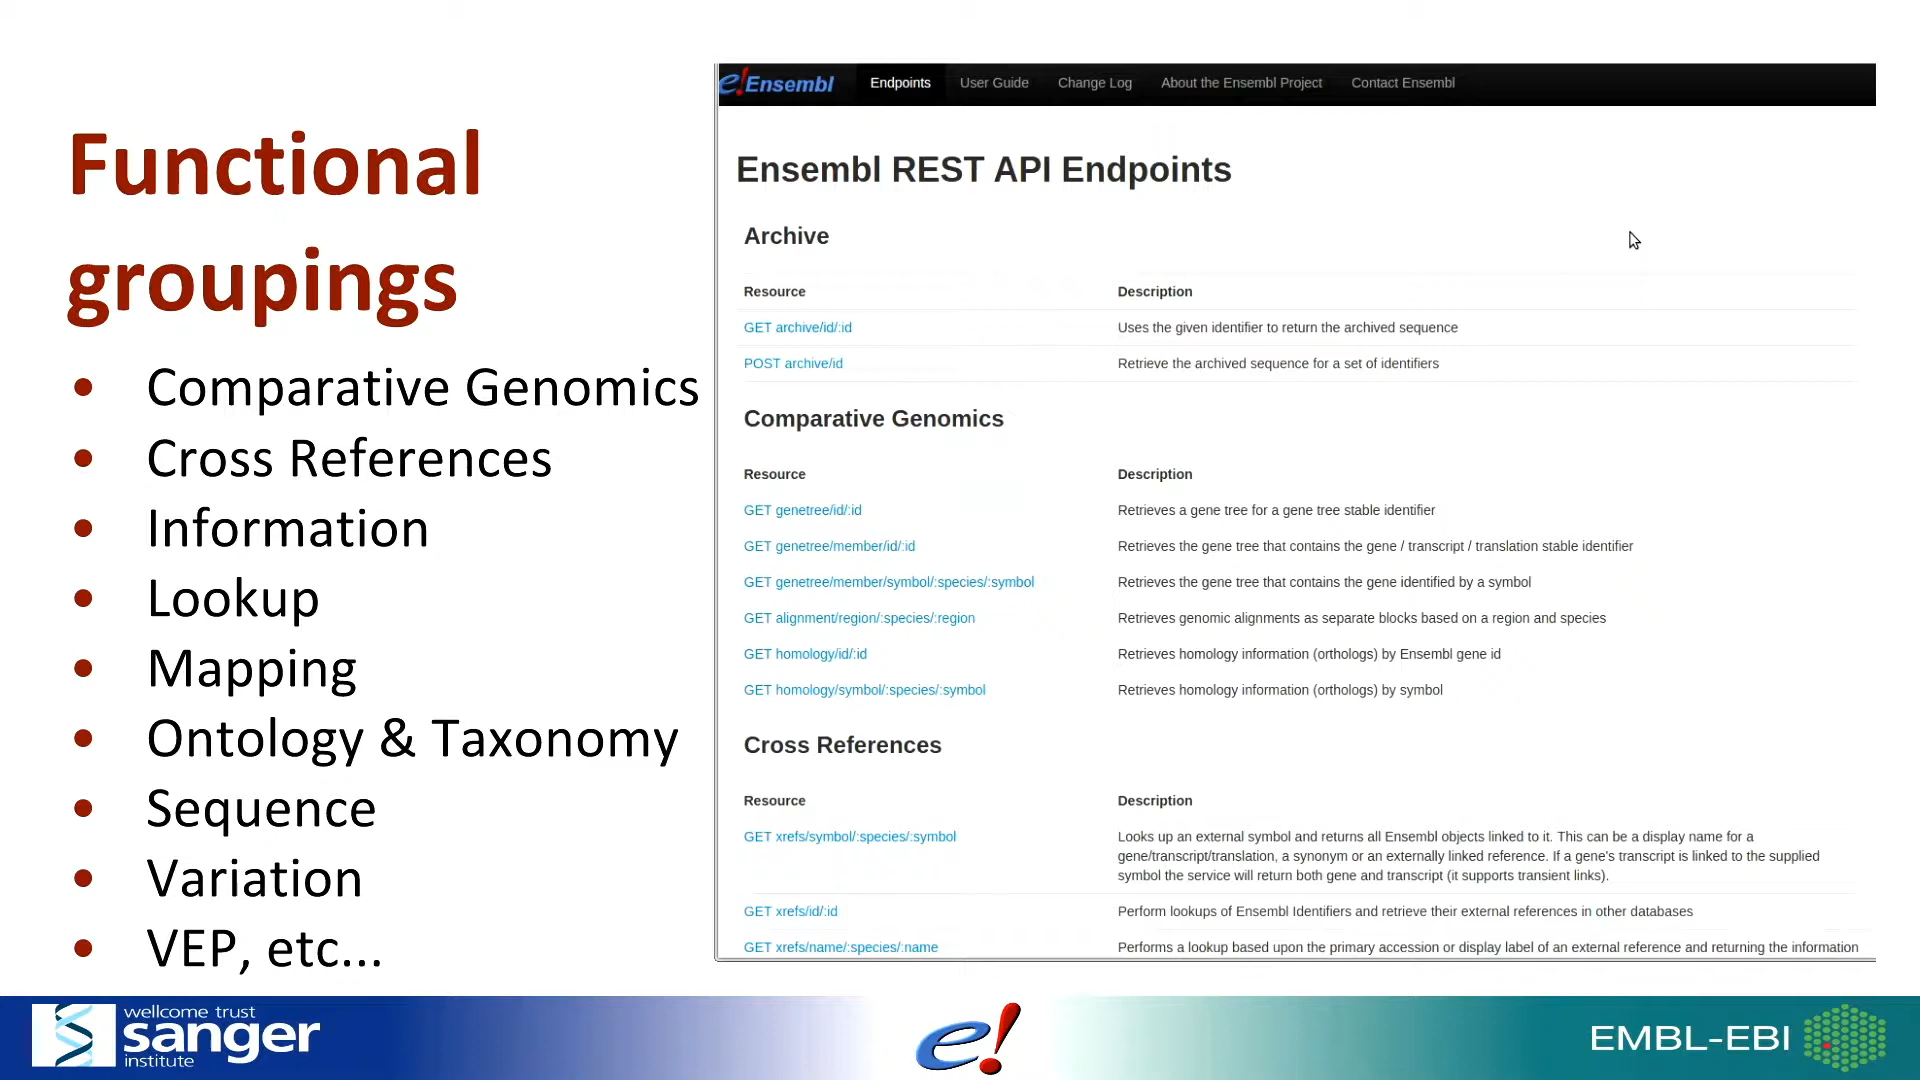 Functional
groupings
• Comparative Genomics
• Cross References
• Information
• Lookup
• Mapping
• Ontology & Taxonomy
• Sequence
• Variation
• VEP, etc...
e!Ensembl Endpoints User Guide Change Log About the Ensembl Project Contact Ensembl
Ensembl REST API Endpoints
Archive
Resource Description
GET archive/id/:id Uses the given identifier to return the archived sequence
POST archive/id Retrieve the archived sequence for a set of identifiers
Comparative Genomics
Resource Description
GET genetree/id/:id Retrieves a gene tree for a gene tree stable identifier
GET genetree/member/id/:id Retrieves the gene tree that contains the gene / transcript / translation stable identifier
GET genetree/member/symbol/:species/:symbol Retrieves the gene tree that contains the gene identified by a symbol
GET alignment/region/:species/:region Retrieves genomic alignments as separate blocks based on a region and species
GET homology/id/:id Retrieves homology information (orthologs) by Ensembl gene id
GET homology/symbol/:species/:symbol Retrieves homology information (orthologs) by symbol
Cross References
Resource Description
GET xrefs/symbol/:species/:symbol Looks up an external symbol and returns all Ensembl objects linked to it. This can be a display name for a
gene/transcript/translation, a synonym or an externally linked reference. If a gene's transcript is linked to the supplied
symbol the service will return both gene and transcript (it supports transient links).
GET xrefs/id/:id Perform lookups of Ensembl Identifiers and retrieve their external references in other databases
GET xrefs/name/:species/:name Performs a lookup based upon the primary accession or display label of an external reference and returning the information
wellcome trust
sanger
institute
e!
EMBL-EBI